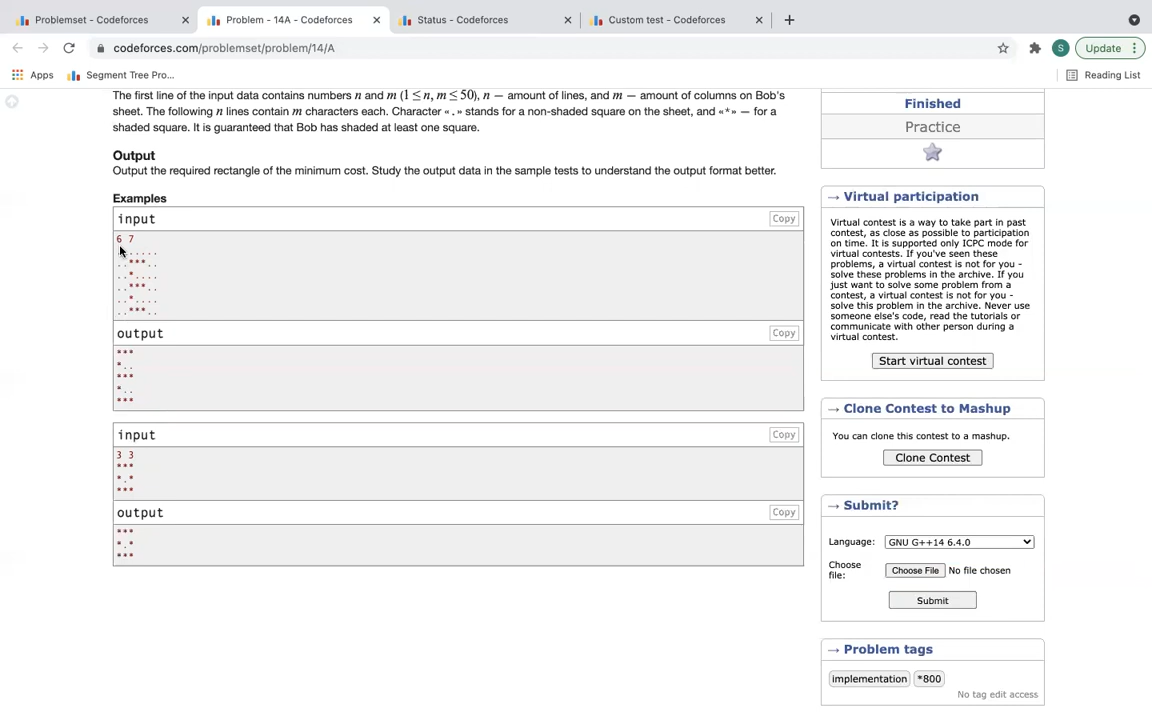 Problemset - Codeforces
Problem - 14A - Codeforces
Status - Codeforces
Custom test - Codeforces
codeforces.com/problemset/problem/14/A
S
Update
Apps
Segment Tree Pro...
Reading List
The first line of the input data contains numbers n and m (1 ≤ n, m ≤ 50), n — amount of lines, and m — amount of columns on Bob's
sheet. The following n lines contain m characters each. Character «.» stands for a non-shaded square on the sheet, and «*» — for a
shaded square. It is guaranteed that Bob has shaded at least one square.
Output
Output the required rectangle of the minimum cost. Study the output data in the sample tests to understand the output format better.
Examples
input
Copy
6 7
.......
..***..
..*....
..***..
..*....
..***..
output
Copy
***
*..
***
*..
***
input
Copy
3 3
***
*.*
***
output
Copy
***
*.*
***
Finished
Practice
→ Virtual participation
Virtual contest is a way to take part in past
contest, as close as possible to participation
on time. It is supported only ICPC mode for
virtual contests. If you've seen these
problems, a virtual contest is not for you -
solve these problems in the archive. If you
just want to solve some problem from a
contest, a virtual contest is not for you -
solve this problem in the archive. Never use
someone else's code, read the tutorials or
communicate with other person during a
virtual contest.
Start virtual contest
→ Clone Contest to Mashup
You can clone this contest to a mashup.
Clone Contest
→ Submit?
Language:
GNU G++14 6.4.0
Choose
file:
Choose File
No file chosen
Submit
→ Problem tags
implementation
*800
No tag edit access